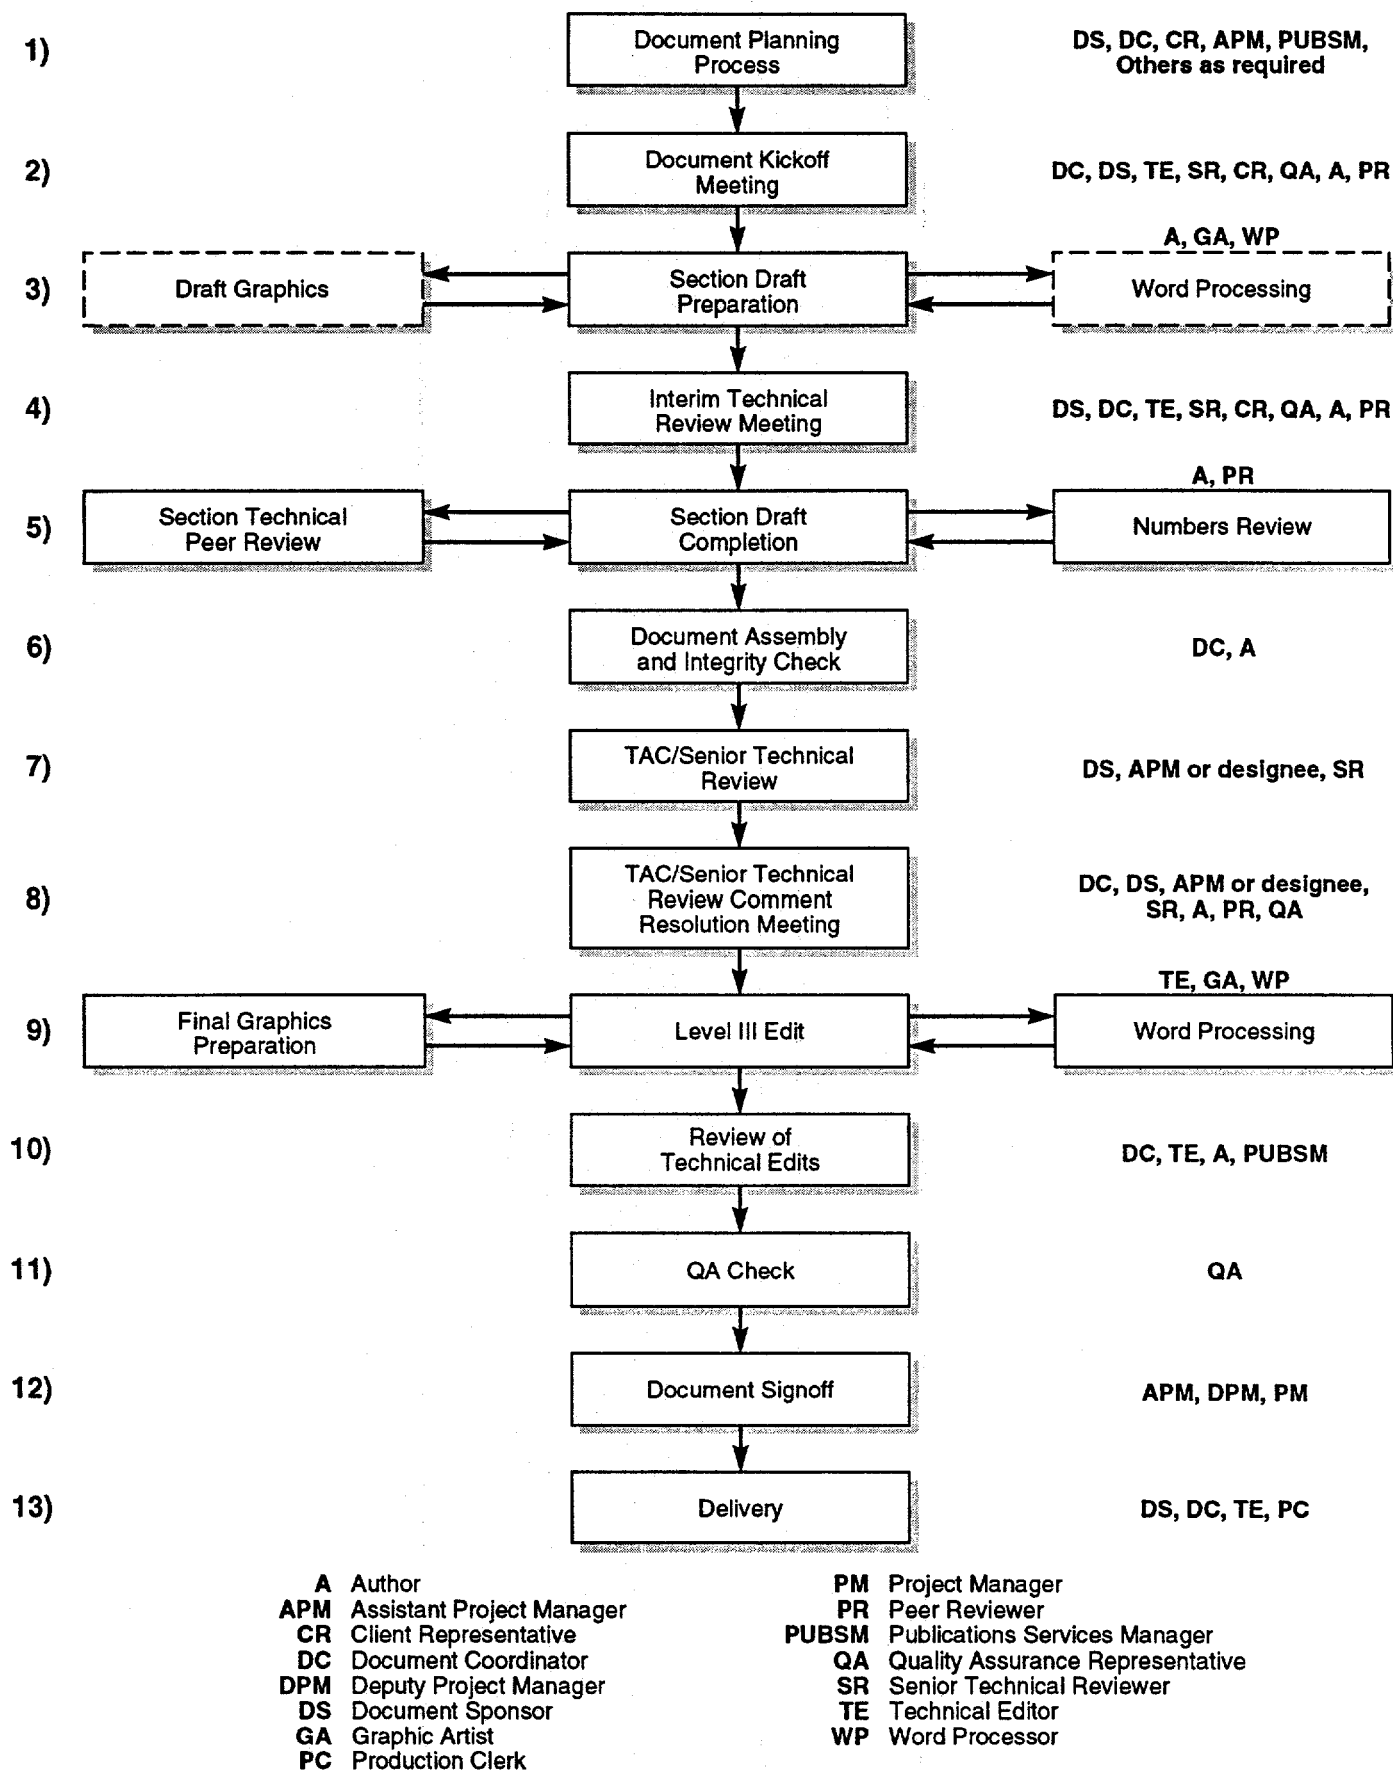 1)
Document Planning
Process
DS, DC, CR, APM, PUBSM,
Others as required
2)
Document Kickoff
Meeting
DC, DS, TE, SR, CR, QA, A, PR
A, GA, WP
3)
Draft Graphics
Section Draft
Preparation
Word Processing
4)
Interim Technical
Review Meeting
DS, DC, TE, SR, CR, QA, A, PR
A, PR
5)
Section Technical
Peer Review
Section Draft
Completion
Numbers Review
6)
Document Assembly
and Integrity Check
DC, A
7)
TAC/Senior Technical
Review
DS, APM or designee, SR
8)
TAC/Senior Technical
Review Comment
Resolution Meeting
DC, DS, APM or designee,
SR, A, PR, QA
TE, GA, WP
9)
Final Graphics
Preparation
Level III Edit
Word Processing
10)
Review of
Technical Edits
DC, TE, A, PUBSM
11)
QA Check
QA
12)
Document Signoff
APM, DPM, PM
13)
Delivery
DS, DC, TE, PC
A Author
APM Assistant Project Manager
CR Client Representative
DC Document Coordinator
DPM Deputy Project Manager
DS Document Sponsor
GA Graphic Artist
PC Production Clerk
PM Project Manager
PR Peer Reviewer
PUBSM Publications Services Manager
QA Quality Assurance Representative
SR Senior Technical Reviewer
TE Technical Editor
WP Word Processor